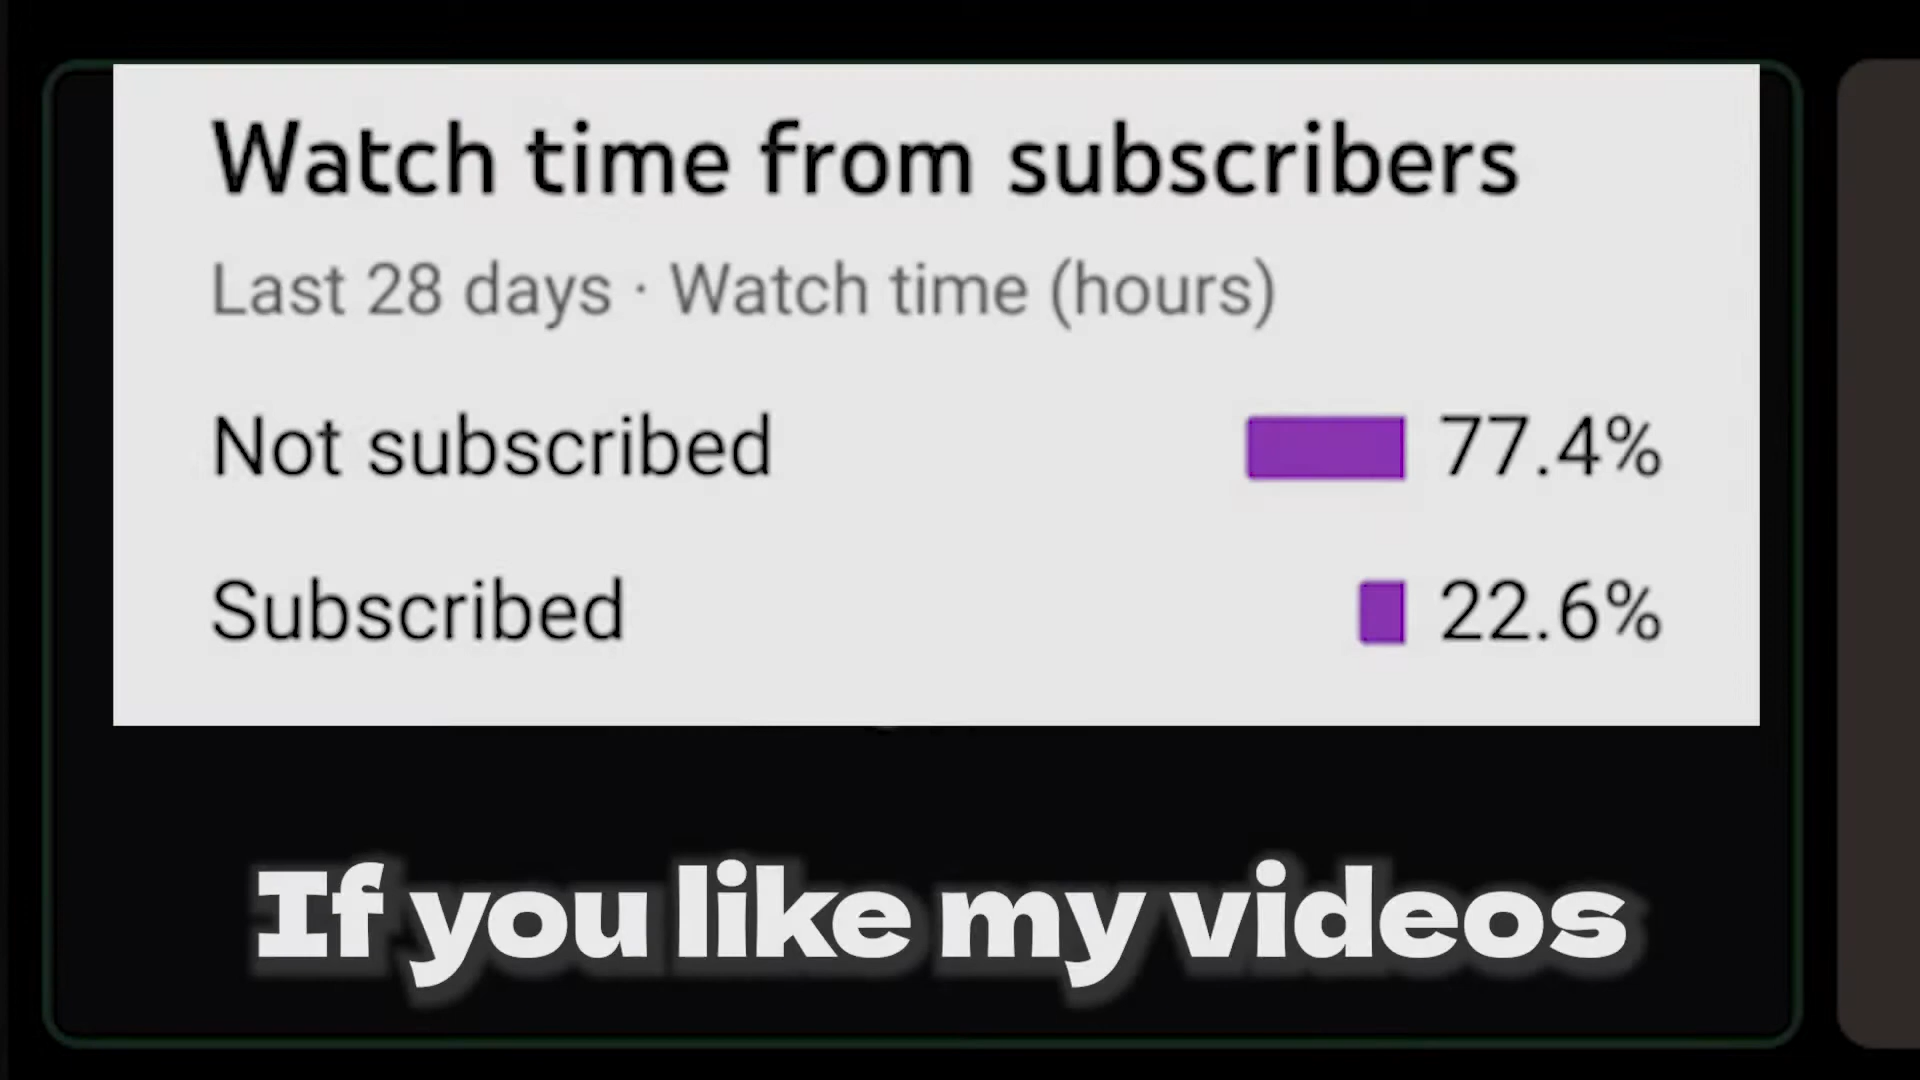 Watch time from subscribers
Last 28 days · Watch time (hours)
Not subscribed 77.4%
Subscribed 22.6%
If you like my videos